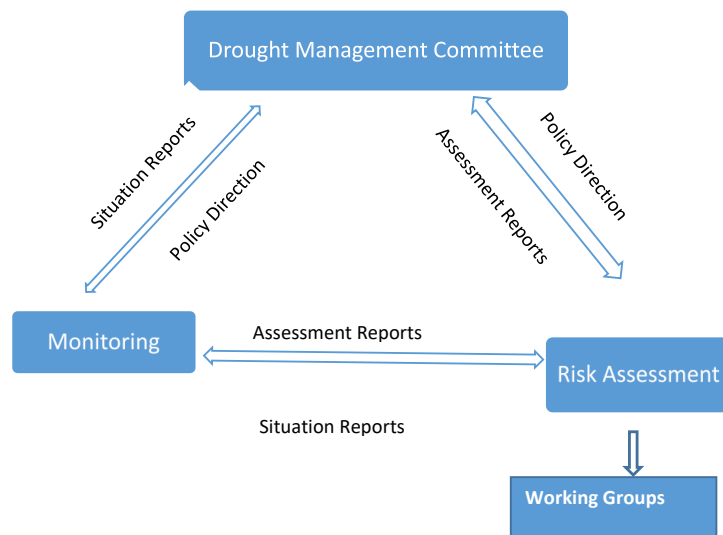 Drought Management Committee
Situation Reports
Policy Direction
Assessment Reports
Policy Direction
Monitoring
Assessment Reports
Risk Assessment
Situation Reports
Working Groups